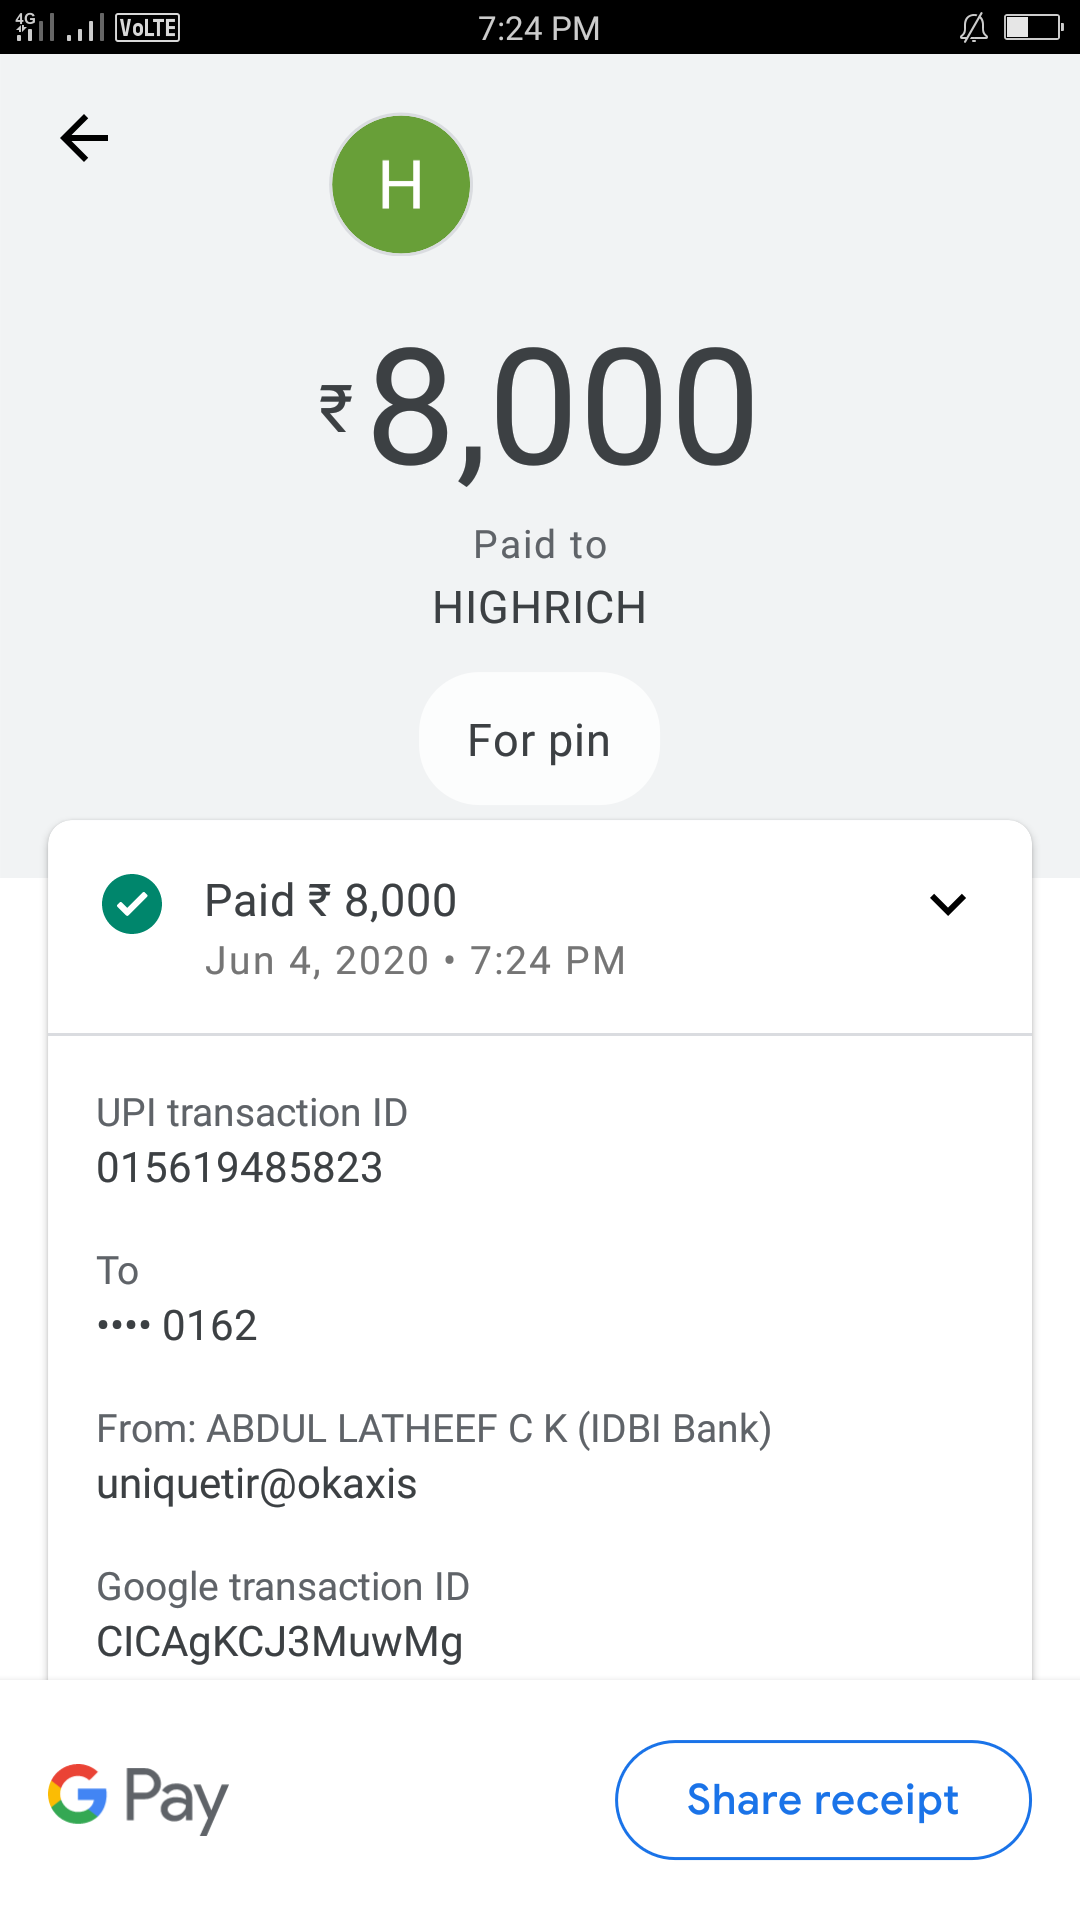 4G VoLTE 7:24 PM
H
₹8,000
Paid to
HIGHRICH
For pin
Paid ₹ 8,000
Jun 4, 2020 • 7:24 PM
UPI transaction ID
015619485823
To
•••• 0162
From: ABDUL LATHEEF C K (IDBI Bank)
uniquetir@okaxis
Google transaction ID
CICAgKCJ3MuwMg
G Pay
Share receipt